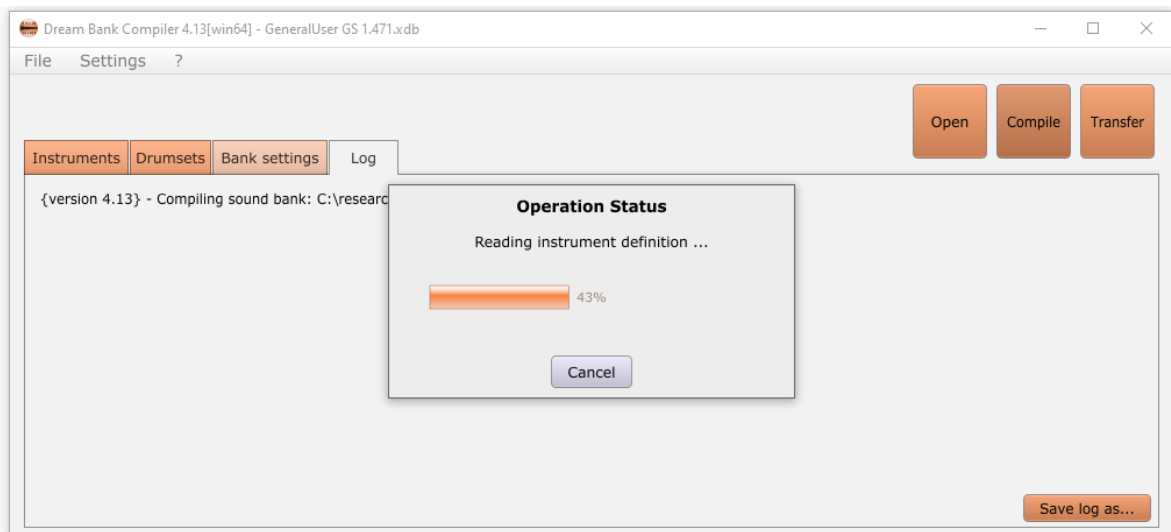 Dream Bank Compiler 4.13[win64] - GeneralUser GS 1.471.xdb
File Settings ?
Open Compile Transfer
Instruments Drumsets Bank settings Log
{version 4.13} - Compiling sound bank: C:\researc
Operation Status
Reading instrument definition ...
43%
Cancel
Save log as...